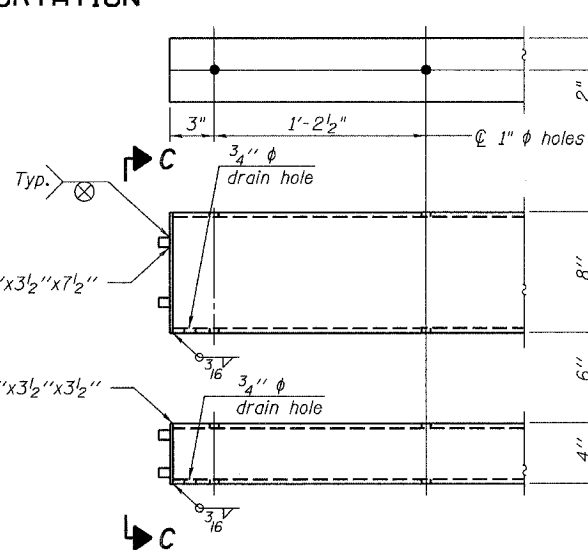 2"
3"
1'-2½"
℄ 1" φ holes
C
¾" φ
drain hole
Typ.
"x3½"x7½"
8"
3/16
6"
"x3½"x3½"
¾" φ
drain hole
4"
3/16
C